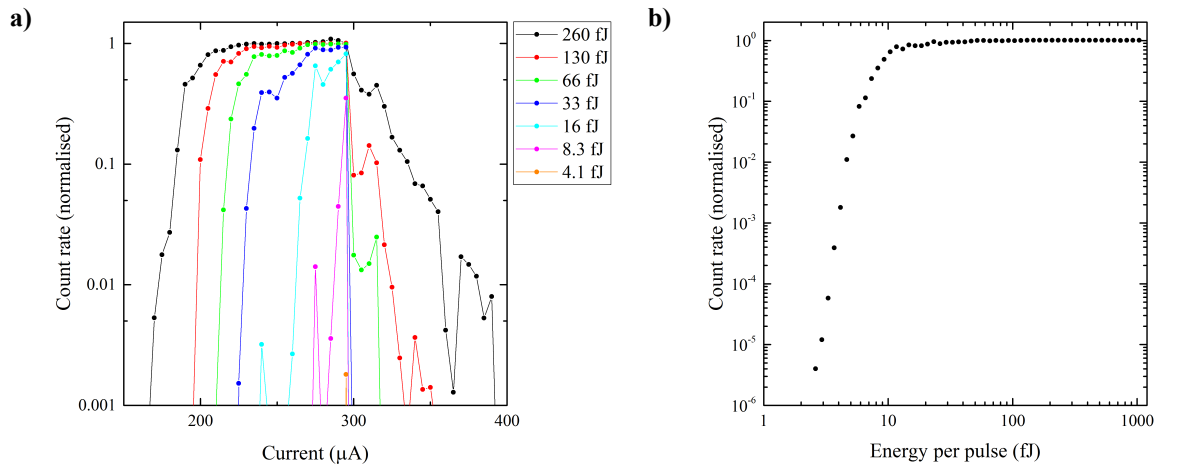 a)
1
0.1
0.01
0.001
200
300
400
Count rate (normalised)
Current (μA)
260 fJ
130 fJ
66 fJ
33 fJ
16 fJ
8.3 fJ
4.1 fJ
b)
10⁰
10⁻¹
10⁻²
10⁻³
10⁻⁴
10⁻⁵
10⁻⁶
1
10
100
1000
Count rate (normalised)
Energy per pulse (fJ)